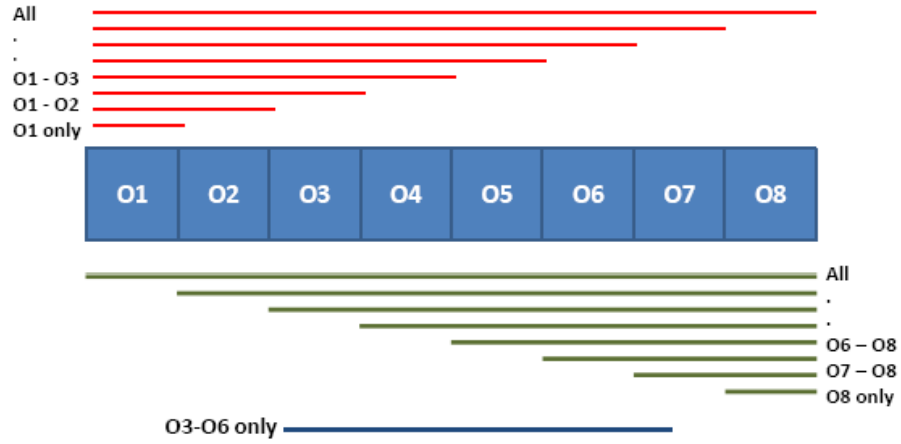 All
.
.
O1 - O3
O1 - O2
O1 only
O1 O2 O3 O4 O5 O6 O7 O8
All
.
.
O6 – O8
O7 – O8
O8 only
O3-O6 only